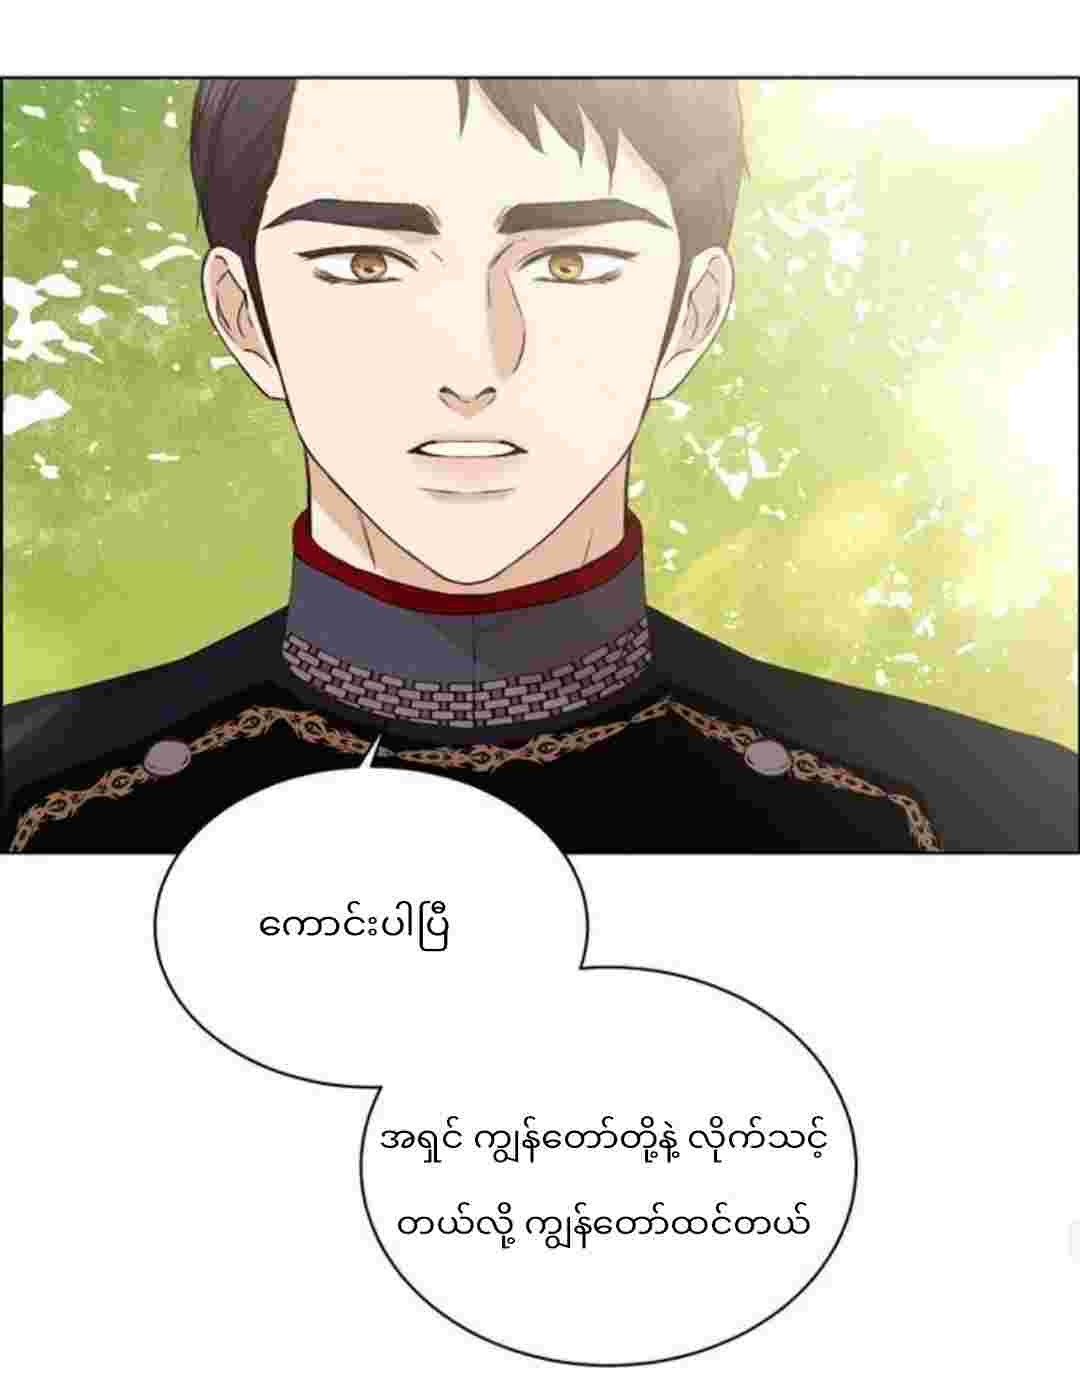 ကောင်းပါပြီ
အရှင် ကျွန်တော်တို့နဲ့ လိုက်သင့်
တယ်လို့ ကျွန်တော်ထင်တယ်